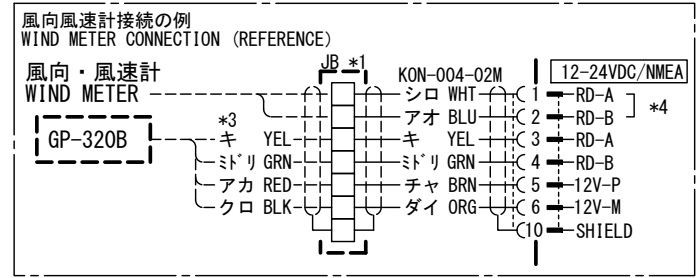 風向風速計接続の例
WIND METER CONNECTION (REFERENCE)
JB *1
KON-004-02M
12-24VDC/NMEA
風向・風速計
WIND METER
シロ WHT 1 RD-A
アオ BLU 2 RD-B
*4
GP-320B
*3
キ YEL キ YEL 3 RD-A
ミドリ GRN ミドリ GRN 4 RD-B
アカ RED チャ BRN 5 12V-P
クロ BLK ダイ ORG 6 12V-M
10 SHIELD